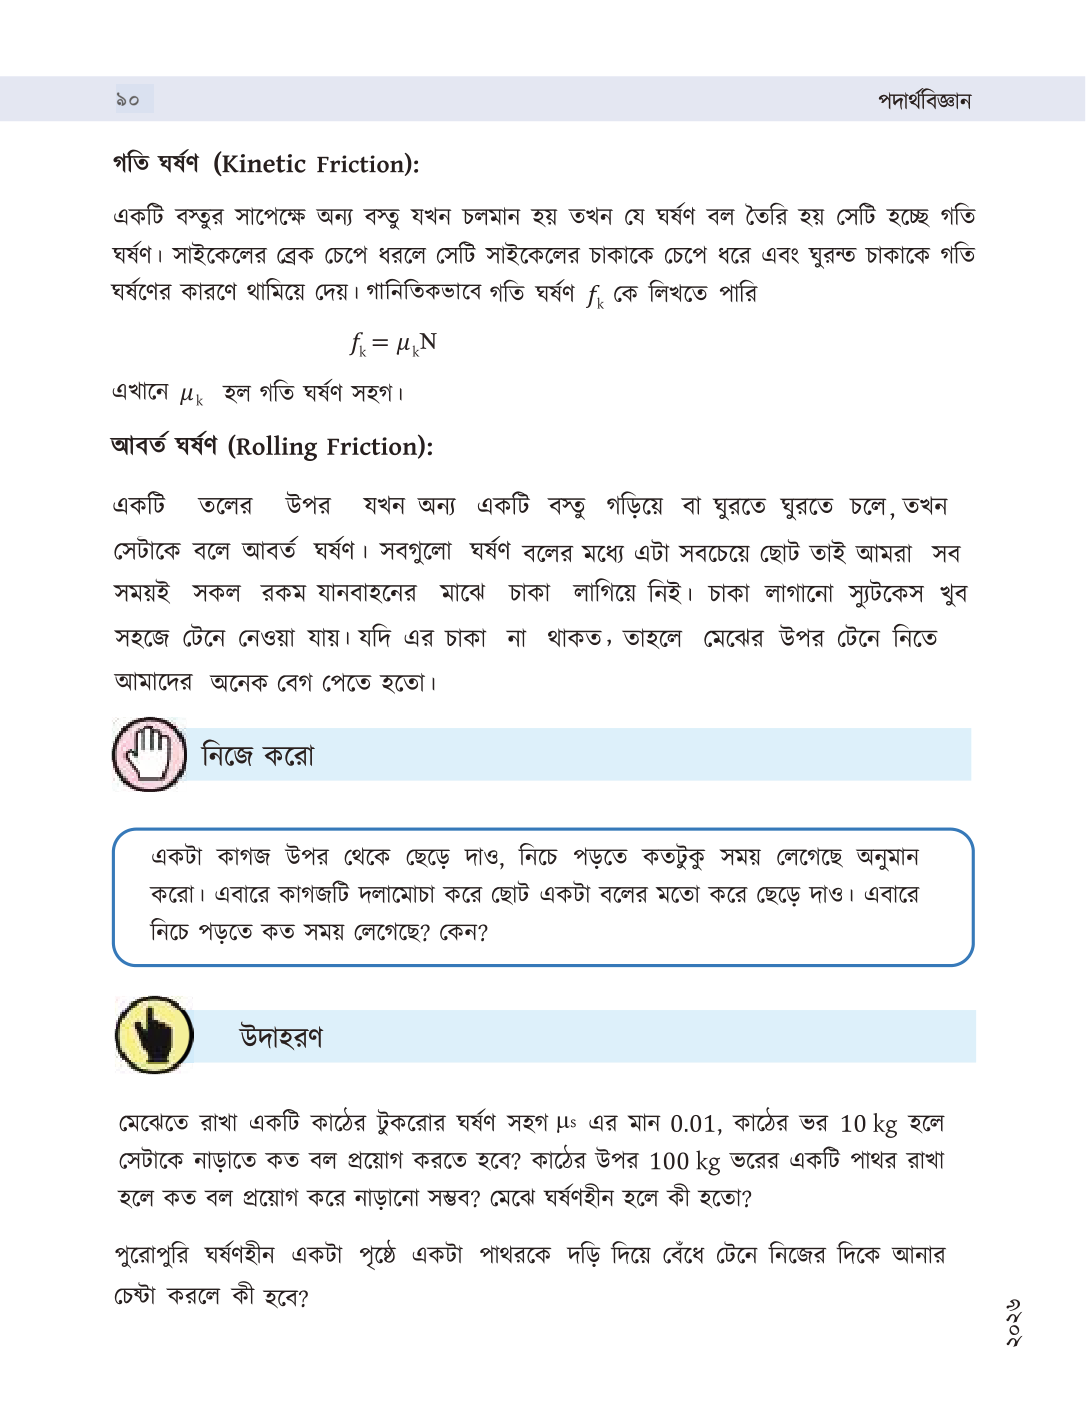 ৯০
পদার্থবিজ্ঞান
গতি ঘর্ষণ (Kinetic Friction):
একটি বস্তুর সাপেক্ষে অন্য বস্তু যখন চলমান হয় তখন যে ঘর্ষণ বল তৈরি হয় সেটি হচ্ছে গতি
ঘর্ষণ। সাইকেলের ব্রেক চেপে ধরলে সেটি সাইকেলের চাকাকে চেপে ধরে এবং ঘুরন্ত চাকাকে গতি
ঘর্ষণের কারণে থামিয়ে দেয়। গানিতিকভাবে গতি ঘর্ষণ fk কে লিখতে পারি
fk = μkN
এখানে μk হল গতি ঘর্ষণ সহগ।
আবর্ত ঘর্ষণ (Rolling Friction):
একটি তলের উপর যখন অন্য একটি বস্তু গড়িয়ে বা ঘুরতে ঘুরতে চলে, তখন
সেটাকে বলে আবর্ত ঘর্ষণ। সবগুলো ঘর্ষণ বলের মধ্যে এটা সবচেয়ে ছোট তাই আমরা সব
সময়ই সকল রকম যানবাহনের মাঝে চাকা লাগিয়ে নিই। চাকা লাগানো স্যুটকেস খুব
সহজে টেনে নেওয়া যায়। যদি এর চাকা না থাকত, তাহলে মেঝের উপর টেনে নিতে
আমাদের অনেক বেগ পেতে হতো।
নিজে করো
একটা কাগজ উপর থেকে ছেড়ে দাও, নিচে পড়তে কতটুকু সময় লেগেছে অনুমান
করো। এবারে কাগজটি দলামোচা করে ছোট একটা বলের মতো করে ছেড়ে দাও। এবারে
নিচে পড়তে কত সময় লেগেছে? কেন?
উদাহরণ
মেঝেতে রাখা একটি কাঠের টুকরোর ঘর্ষণ সহগ μs এর মান 0.01, কাঠের ভর 10 kg হলে
সেটাকে নাড়াতে কত বল প্রয়োগ করতে হবে? কাঠের উপর 100 kg ভরের একটি পাথর রাখা
হলে কত বল প্রয়োগ করে নাড়ানো সম্ভব? মেঝে ঘর্ষণহীন হলে কী হতো?
পুরোপুরি ঘর্ষণহীন একটা পৃষ্ঠে একটা পাথরকে দড়ি দিয়ে বেঁধে টেনে নিজের দিকে আনার
চেষ্টা করলে কী হবে?
২০২৬